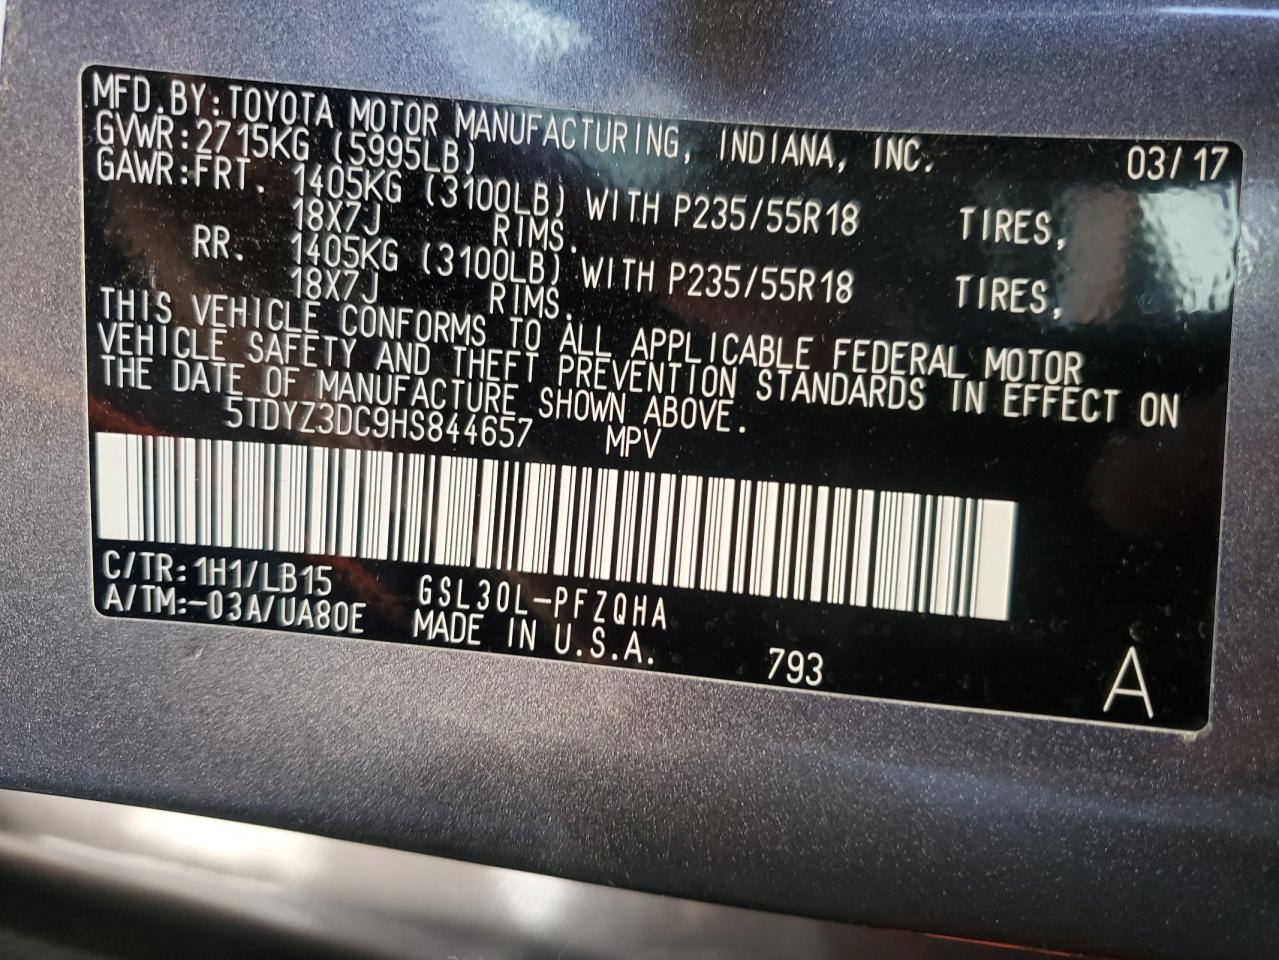 MFD.BY:TOYOTA MOTOR MANUFACTURING, INDIANA, INC. 03/17
GVWR:2715KG (5995LB)
GAWR:FRT. 1405KG (3100LB) WITH P235/55R18 TIRES,
18X7J RIMS.
RR. 1405KG (3100LB) WITH P235/55R18 TIRES,
18X7J RIMS.
THIS VEHICLE CONFORMS TO ALL APPLICABLE FEDERAL MOTOR
VEHICLE SAFETY AND THEFT PREVENTION STANDARDS IN EFFECT ON
THE DATE OF MANUFACTURE SHOWN ABOVE.
5TDYZ3DC9HS844657 MPV
C/TR:1H1/LB15 GSL30L-PFZQHA
A/TM:-03A/UA80E MADE IN U.S.A. 793 A